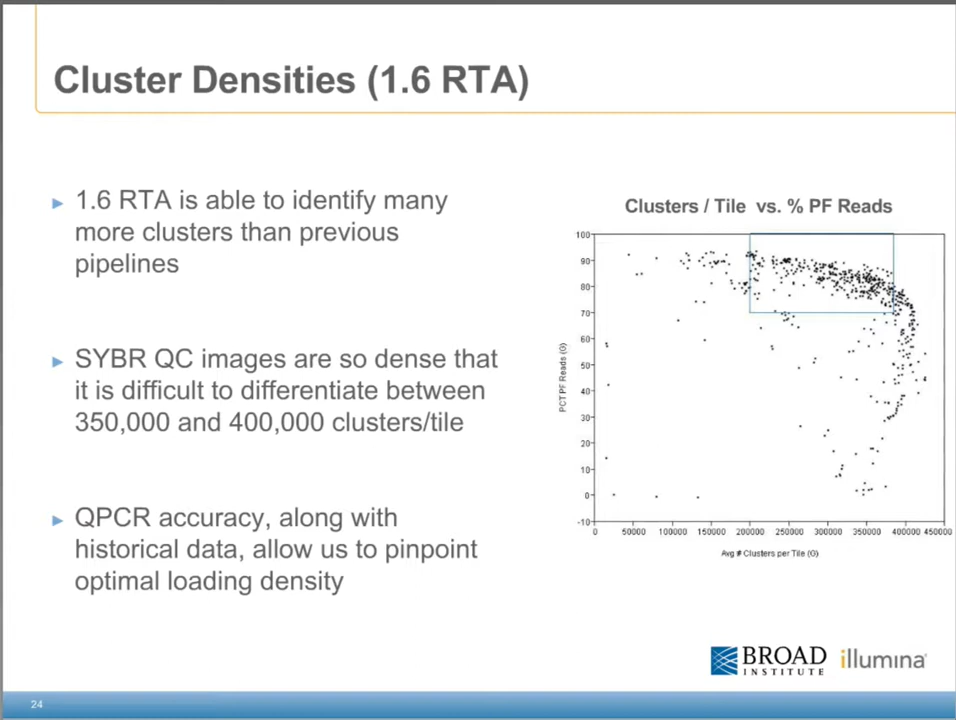 Cluster Densities (1.6 RTA)
► 1.6 RTA is able to identify many
more clusters than previous
pipelines
► SYBR QC images are so dense that
it is difficult to differentiate between
350,000 and 400,000 clusters/tile
► QPCR accuracy, along with
historical data, allow us to pinpoint
optimal loading density
Clusters / Tile vs. % PF Reads
PCT PF Reads (G)
100
90
80
70
60
50
40
30
20
10
0
-10
0 50000 100000 150000 200000 250000 300000 350000 400000 450000
Avg # Clusters per Tile (G)
BROAD
INSTITUTE
illumina
24